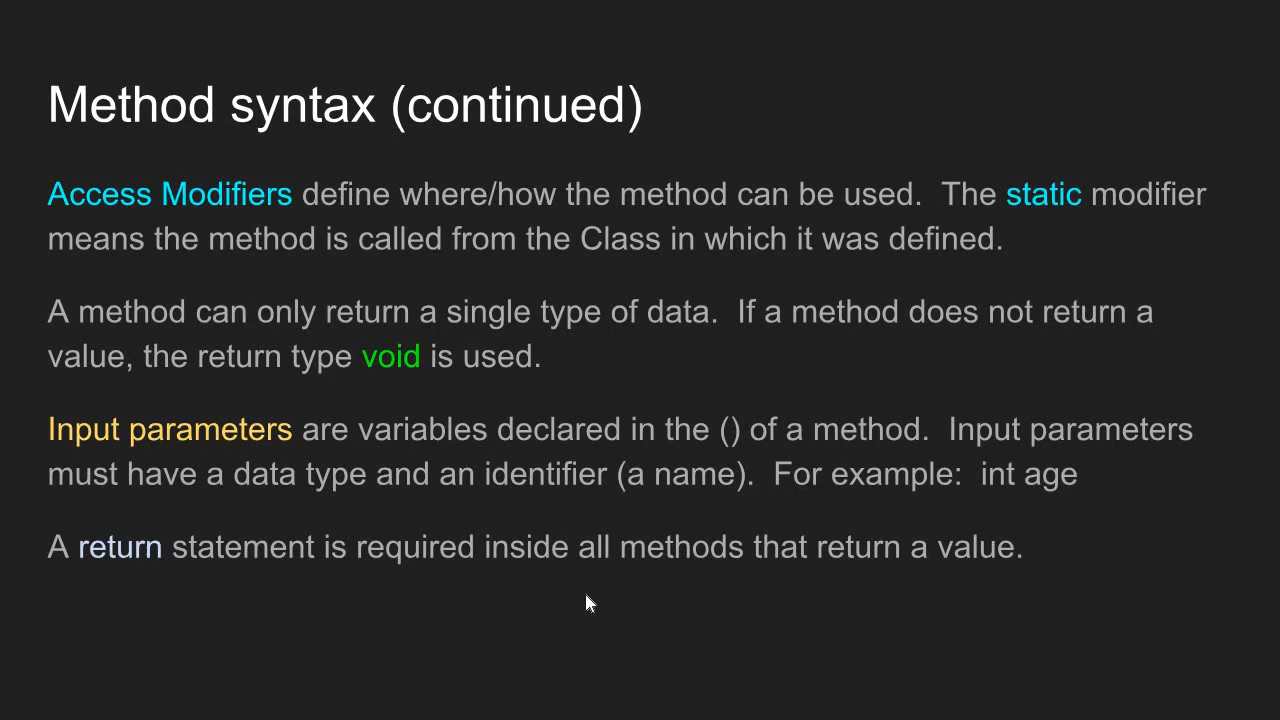 Method syntax (continued)
Access Modifiers define where/how the method can be used.  The static modifier
means the method is called from the Class in which it was defined.
A method can only return a single type of data.  If a method does not return a
value, the return type void is used.
Input parameters are variables declared in the () of a method.  Input parameters
must have a data type and an identifier (a name).  For example:  int age
A return statement is required inside all methods that return a value.